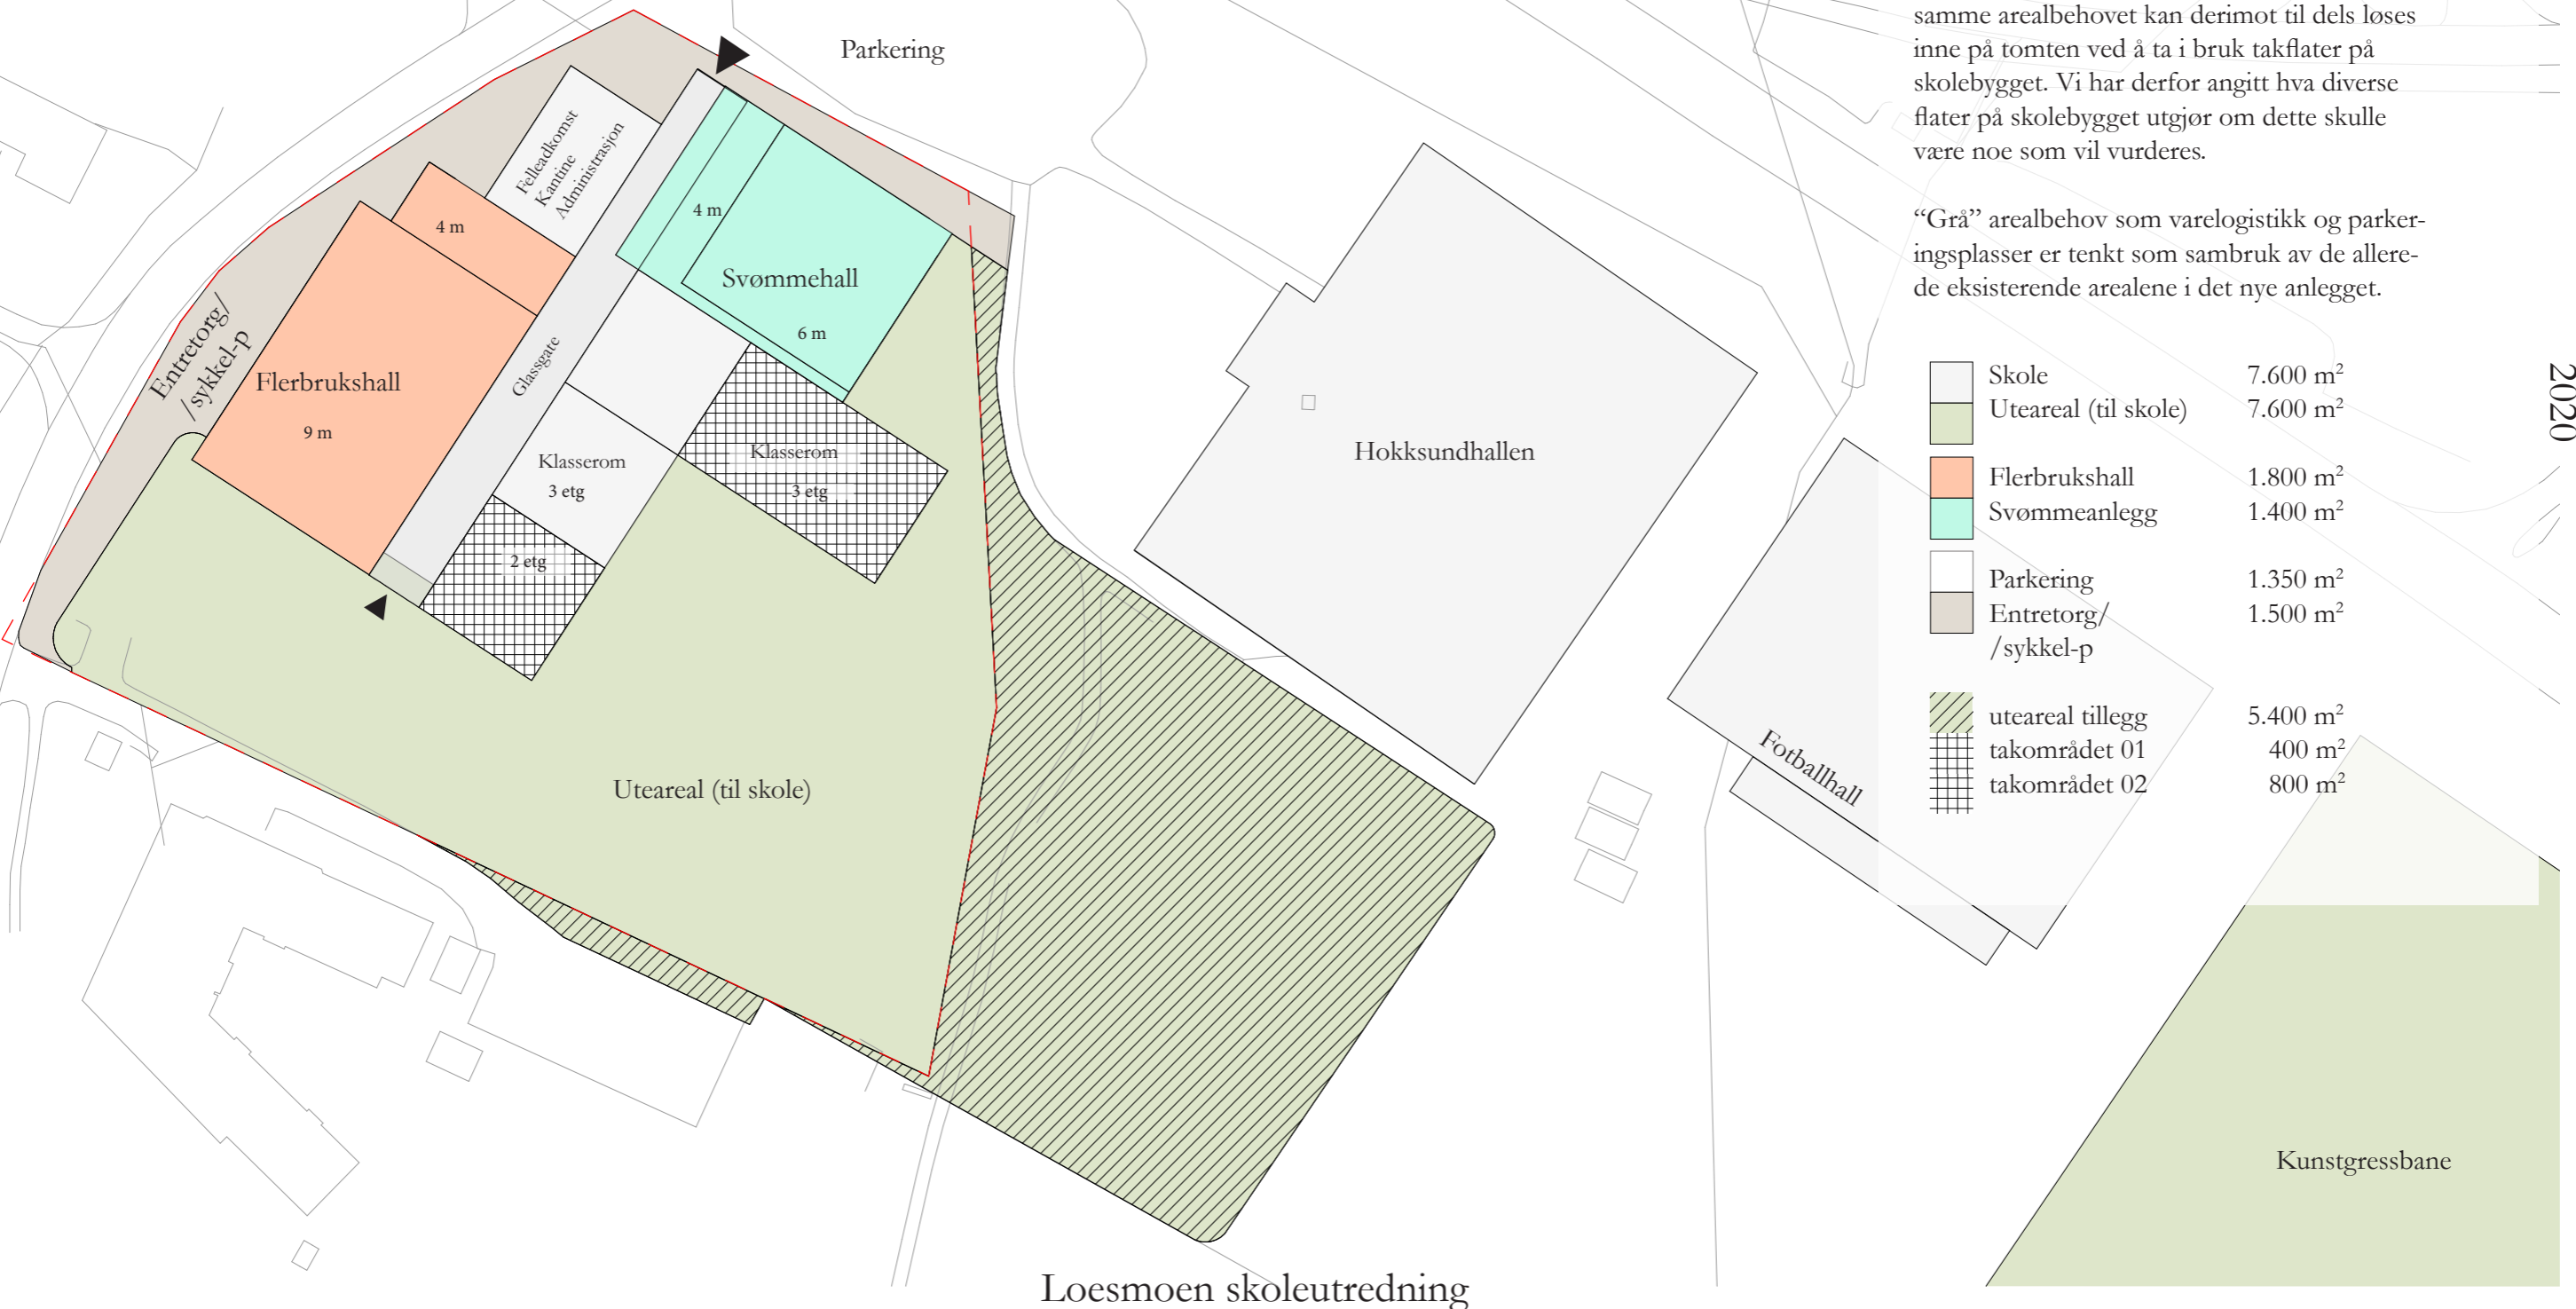 samme arealbehovet kan derimot til dels løses
inne på tomten ved å ta i bruk takflater på
skolebygget. Vi har derfor angitt hva diverse
flater på skolebygget utgjør om dette skulle
være noe som vil vurderes.
“Grå” arealbehov som varelogistikk og parker-
ingsplasser er tenkt som sambruk av de allere-
de eksisterende arealene i det nye anlegget.
Skole 7.600 m²
Uteareal (til skole) 7.600 m²
Flerbrukshall 1.800 m²
Svømmeanlegg 1.400 m²
Parkering 1.350 m²
Entretorg/ 1.500 m²
/sykkel-p
uteareal tillegg 5.400 m²
takområdet 01 400 m²
takområdet 02 800 m²
2020
Parkering
Felleadkomst
Kantine
Administrasjon
4 m
4 m
Svømmehall
6 m
Entretorg/
/sykkel-p
Flerbrukshall
9 m
Glassgate
Klasserom
3 etg
Klasserom
3 etg
2 etg
Hokksundhallen
Fotballhall
Uteareal (til skole)
Kunstgressbane
Loesmoen skoleutredning